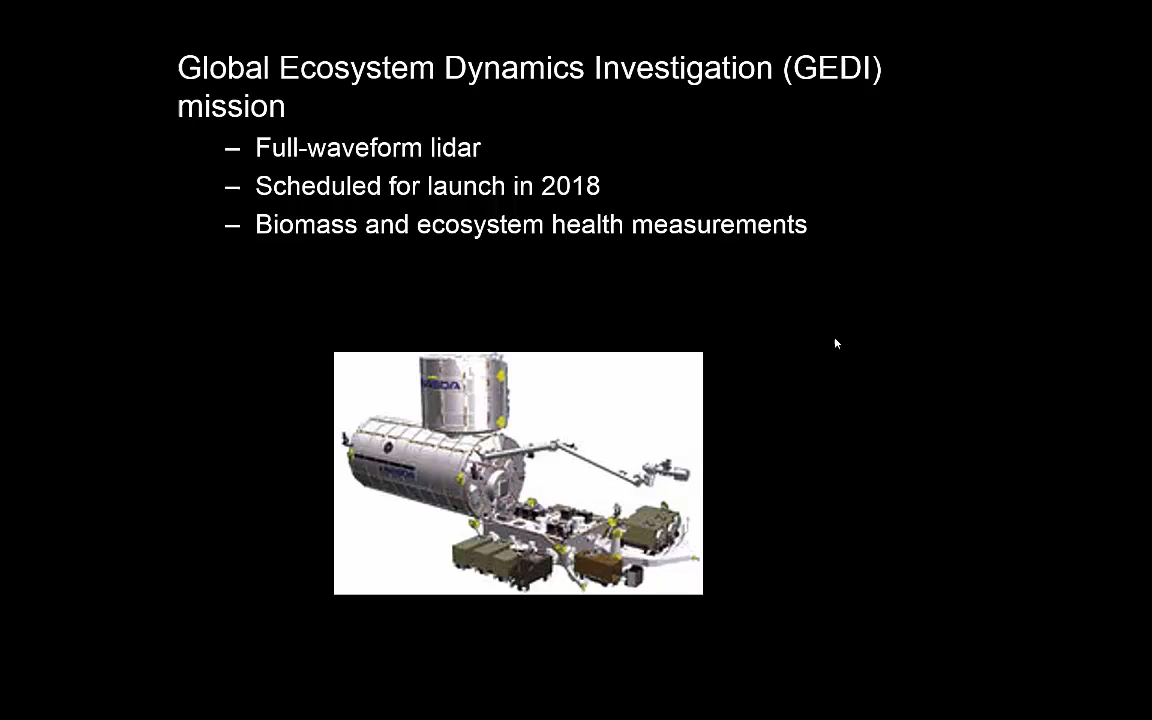 Global Ecosystem Dynamics Investigation (GEDI)
mission
– Full-waveform lidar
– Scheduled for launch in 2018
– Biomass and ecosystem health measurements